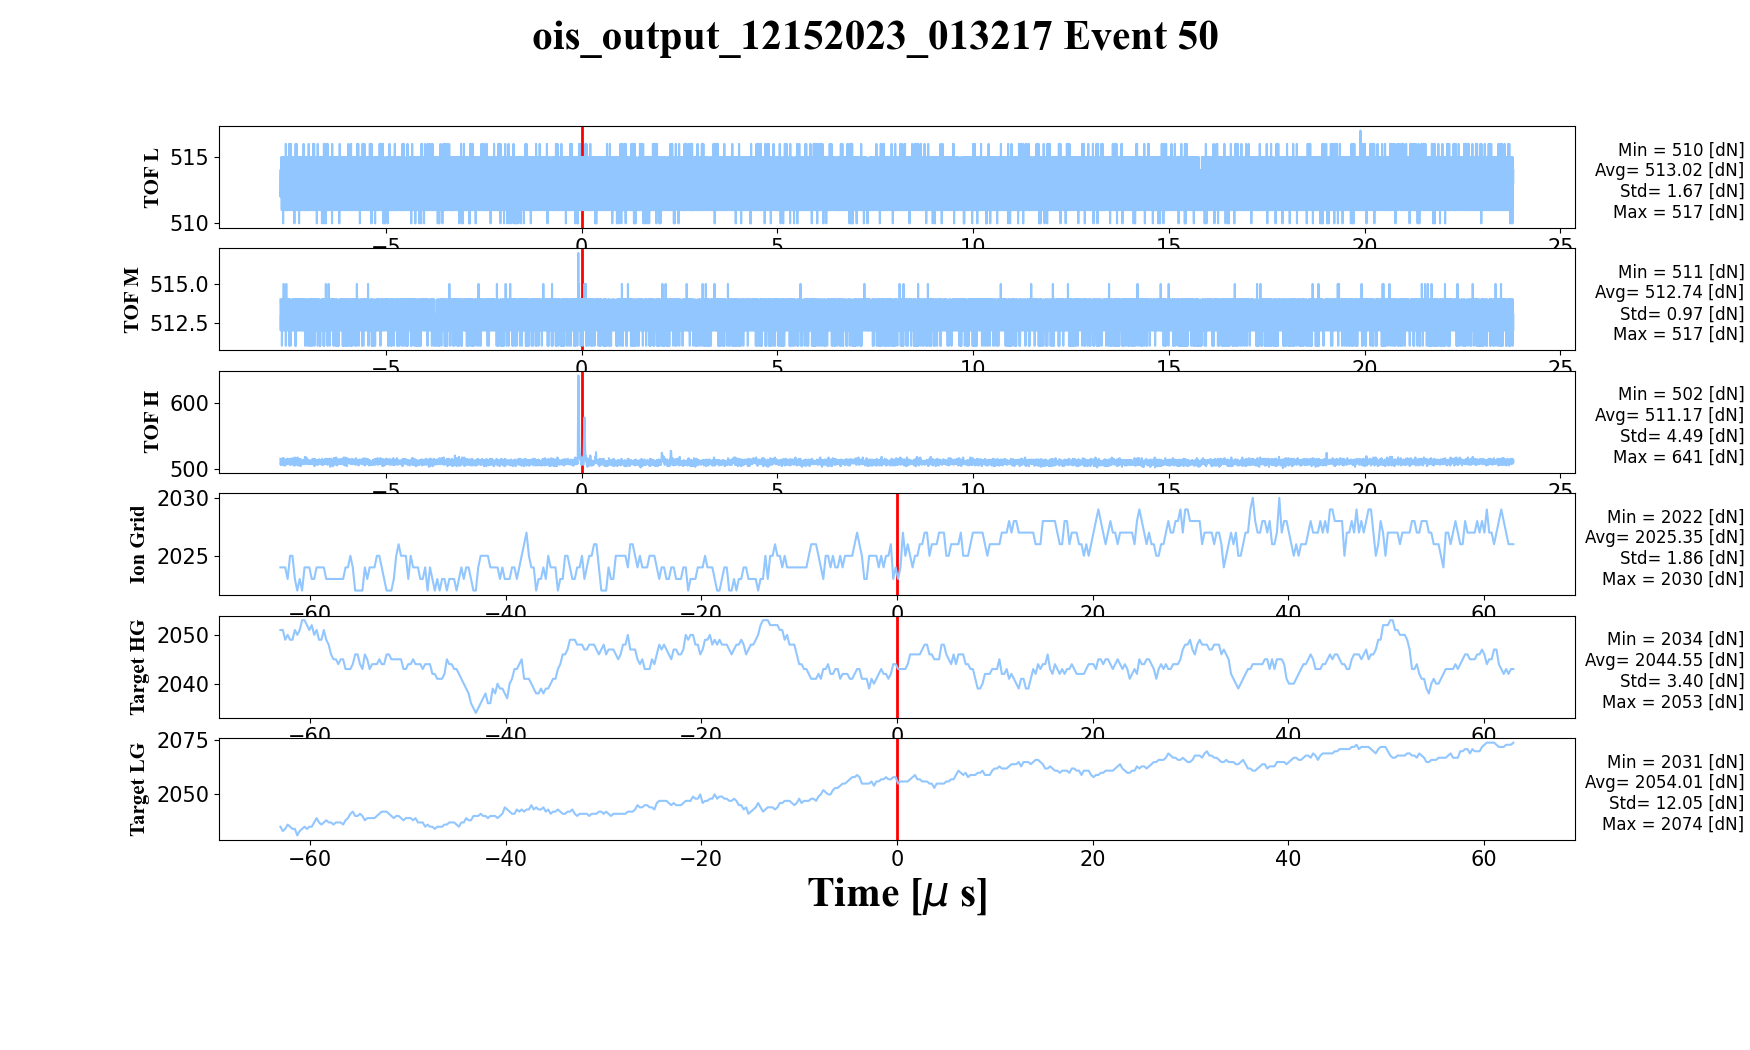 ois_output_12152023_013217 Event 50
TOF L
515
510
Min = 510 [dN]
Avg= 513.02 [dN]
Std= 1.67 [dN]
Max = 517 [dN]
−5 0 5 10 15 20 25
TOF M
515.0
512.5
Min = 511 [dN]
Avg= 512.74 [dN]
Std= 0.97 [dN]
Max = 517 [dN]
−5 0 5 10 15 20 25
TOF H
600
500
Min = 502 [dN]
Avg= 511.17 [dN]
Std= 4.49 [dN]
Max = 641 [dN]
−5 0 5 10 15 20 25
Ion Grid
2030
2025
Min = 2022 [dN]
Avg= 2025.35 [dN]
Std= 1.86 [dN]
Max = 2030 [dN]
−60 −40 −20 0 20 40 60
Target HG
2050
2040
Min = 2034 [dN]
Avg= 2044.55 [dN]
Std= 3.40 [dN]
Max = 2053 [dN]
−60 −40 −20 0 20 40 60
Target LG
2075
2050
Min = 2031 [dN]
Avg= 2054.01 [dN]
Std= 12.05 [dN]
Max = 2074 [dN]
−60 −40 −20 0 20 40 60
Time [μ s]